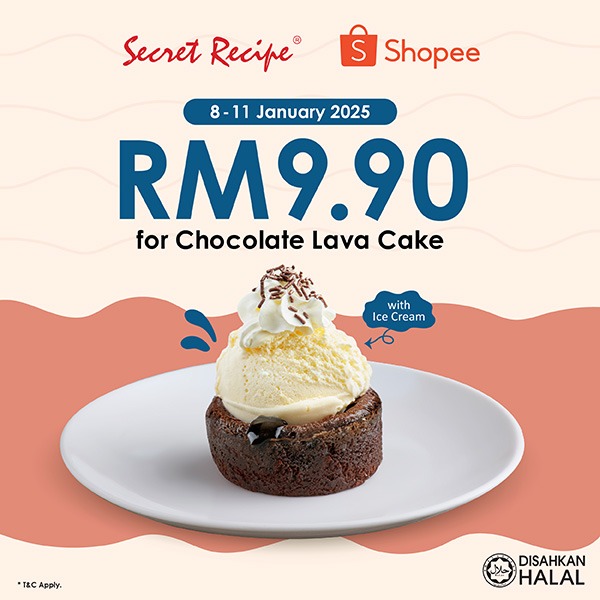 Secret Recipe®
Shopee
8 - 11 January 2025
RM9.90
for Chocolate Lava Cake
with
Ice Cream
* T&C Apply.
DISAHKAN
HALAL